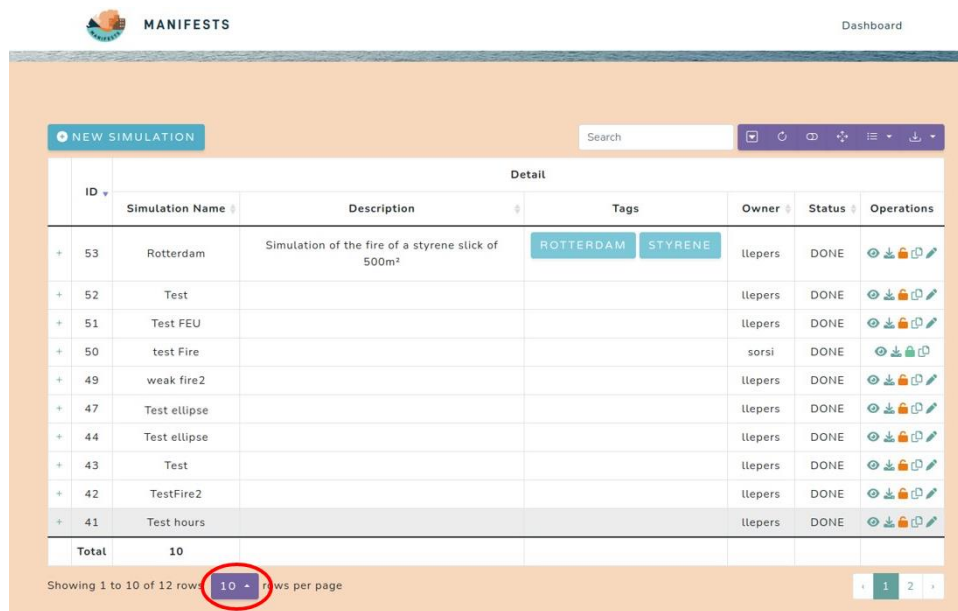 MANIFESTS
MANIFESTS Dashboard
NEW SIMULATION Search
Detail
ID
Simulation Name Description Tags Owner Status Operations
Simulation of the fire of a styrene slick of
+ 53 Rotterdam 500m² ROTTERDAM STYRENE llepers DONE
+ 52 Test llepers DONE
+ 51 Test FEU llepers DONE
+ 50 test Fire sorsi DONE
+ 49 weak fire2 llepers DONE
+ 47 Test ellipse llepers DONE
+ 44 Test ellipse llepers DONE
+ 43 Test llepers DONE
+ 42 TestFire2 llepers DONE
+ 41 Test hours llepers DONE
Total 10
Showing 1 to 10 of 12 rows 10 rows per page ‹ 1 2 ›